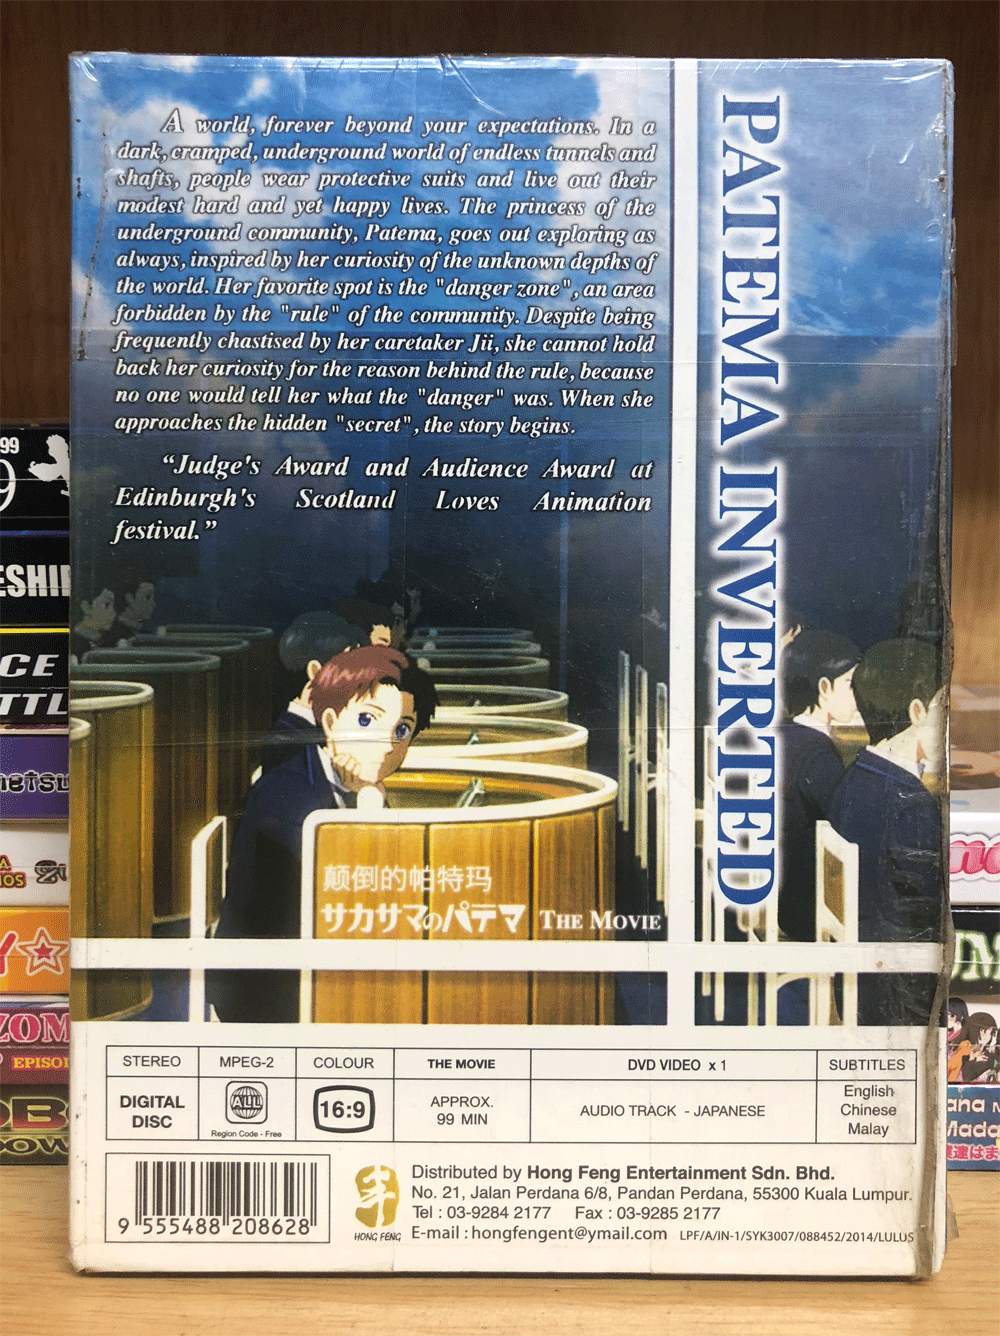 A world, forever beyond your expectations. In a
dark, cramped, underground world of endless tunnels and
shafts, people wear protective suits and live out their
modest hard and yet happy lives. The princess of the
underground community, Patema, goes out exploring as
always, inspired by her curiosity of the unknown depths of
the world. Her favorite spot is the "danger zone", an area
forbidden by the "rule" of the community. Despite being
frequently chastised by her caretaker Jii, she cannot hold
back her curiosity for the reason behind the rule, because
no one would tell her what the "danger" was. When she
approaches the hidden "secret", the story begins.
“Judge's Award and Audience Award at
Edinburgh's Scotland Loves Animation
festival.”
PATEMA INVERTED
颠倒的帕特玛
サカサマのパテマ THE MOVIE
STEREO MPEG-2 COLOUR THE MOVIE DVD VIDEO x 1 SUBTITLES
DIGITAL
DISC
ALL
Region Code - Free
16:9
APPROX.
99 MIN
AUDIO TRACK - JAPANESE
English
Chinese
Malay
9 555488 208628
HONG FENG
Distributed by Hong Feng Entertainment Sdn. Bhd.
No. 21, Jalan Perdana 6/8, Pandan Perdana, 55300 Kuala Lumpur.
Tel : 03-9284 2177 Fax : 03-9285 2177
E-mail : hongfengent@ymail.com LPF/A/IN-1/SYK3007/088452/2014/LULUS
99
9
ESHI
CE
TTL
netsu
Y
ZOM
EPISO
OB
OW